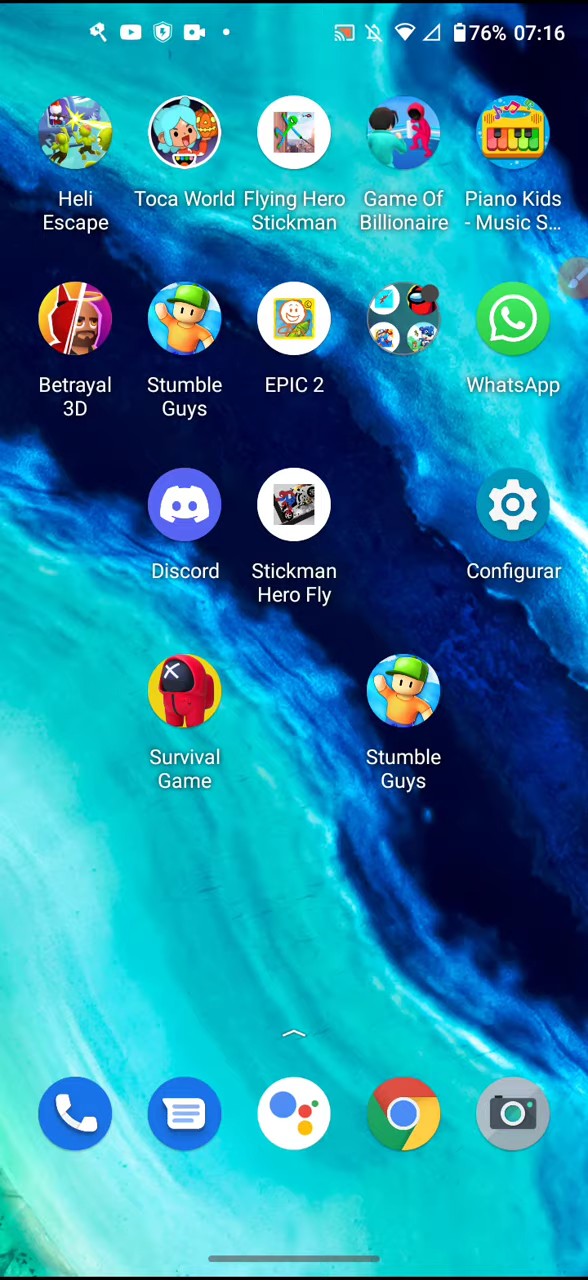 76% 07:16
Heli
Escape
Toca World
Flying Hero
Stickman
Game Of
Billionaire
Piano Kids
- Music S...
Betrayal
3D
Stumble
Guys
EPIC 2
WhatsApp
Discord
Stickman
Hero Fly
Configurar
Survival
Game
Stumble
Guys